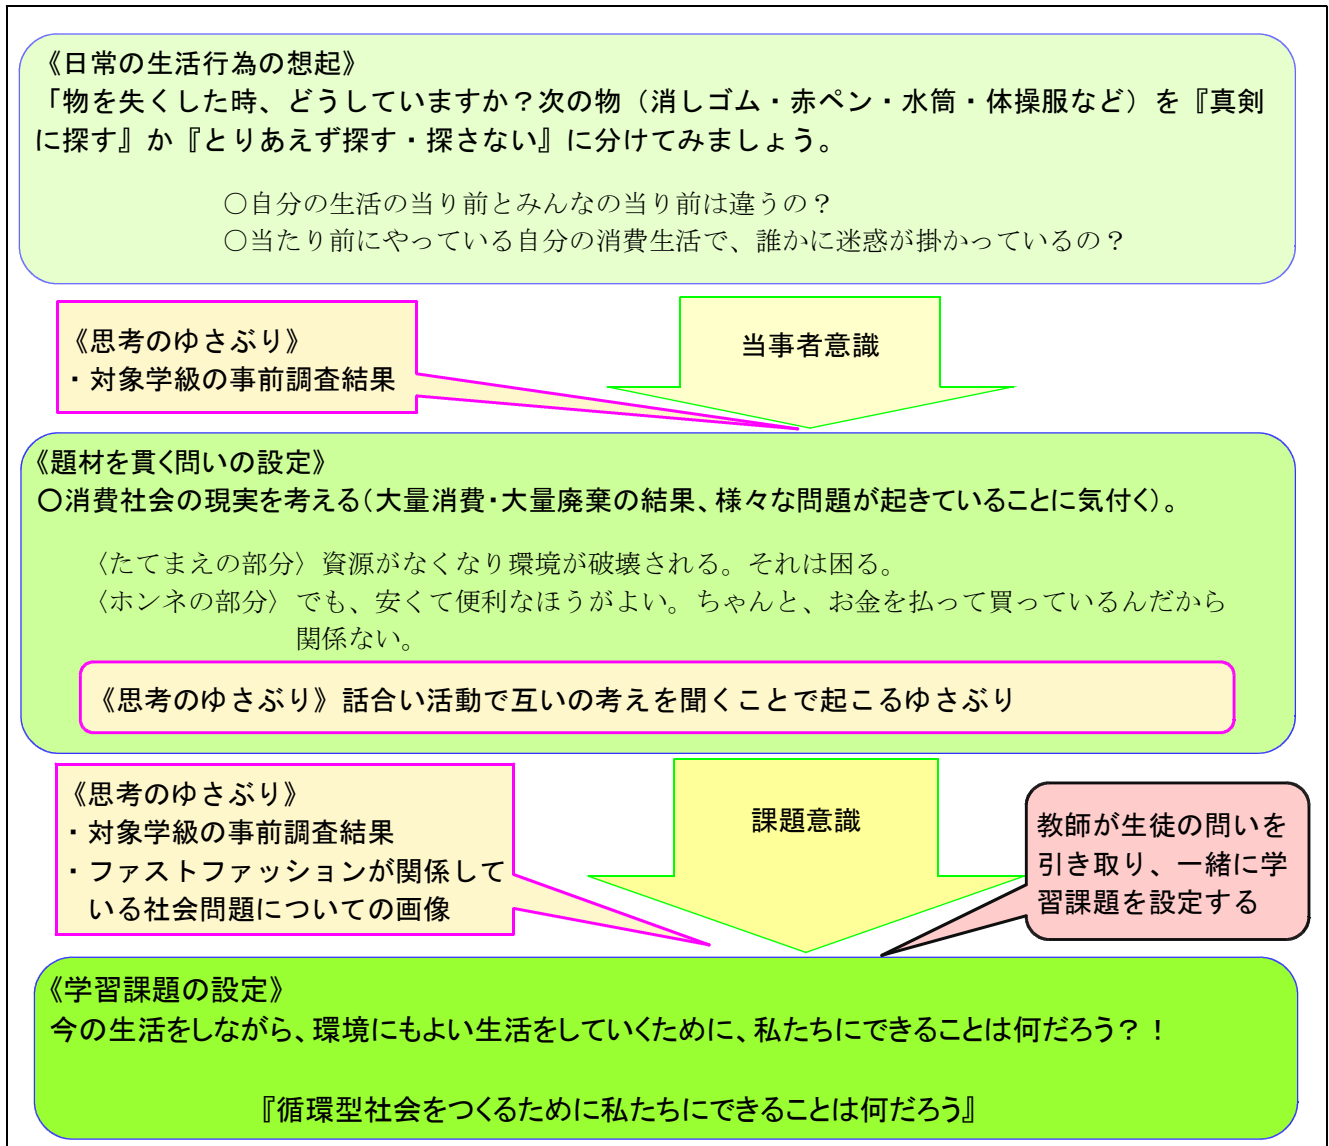 《日常の生活行為の想起》
「物を失くした時、どうしていますか？次の物（消しゴム・赤ペン・水筒・体操服など）を『真剣
に探す』か『とりあえず探す・探さない』に分けてみましょう。
○自分の生活の当り前とみんなの当り前は違うの？
○当たり前にやっている自分の消費生活で、誰かに迷惑が掛かっているの？
《思考のゆさぶり》
・対象学級の事前調査結果
当事者意識
《題材を貫く問いの設定》
○消費社会の現実を考える（大量消費・大量廃棄の結果、様々な問題が起きていることに気付く）。
〈たてまえの部分〉資源がなくなり環境が破壊される。それは困る。
〈ホンネの部分〉でも、安くて便利なほうがよい。ちゃんと、お金を払って買っているんだから
関係ない。
《思考のゆさぶり》話合い活動で互いの考えを聞くことで起こるゆさぶり
《思考のゆさぶり》
・対象学級の事前調査結果
・ファストファッションが関係して
いる社会問題についての画像
課題意識
教師が生徒の問いを
引き取り、一緒に学
習課題を設定する
《学習課題の設定》
今の生活をしながら、環境にもよい生活をしていくために、私たちにできることは何だろう？！
『循環型社会をつくるために私たちにできることは何だろう』